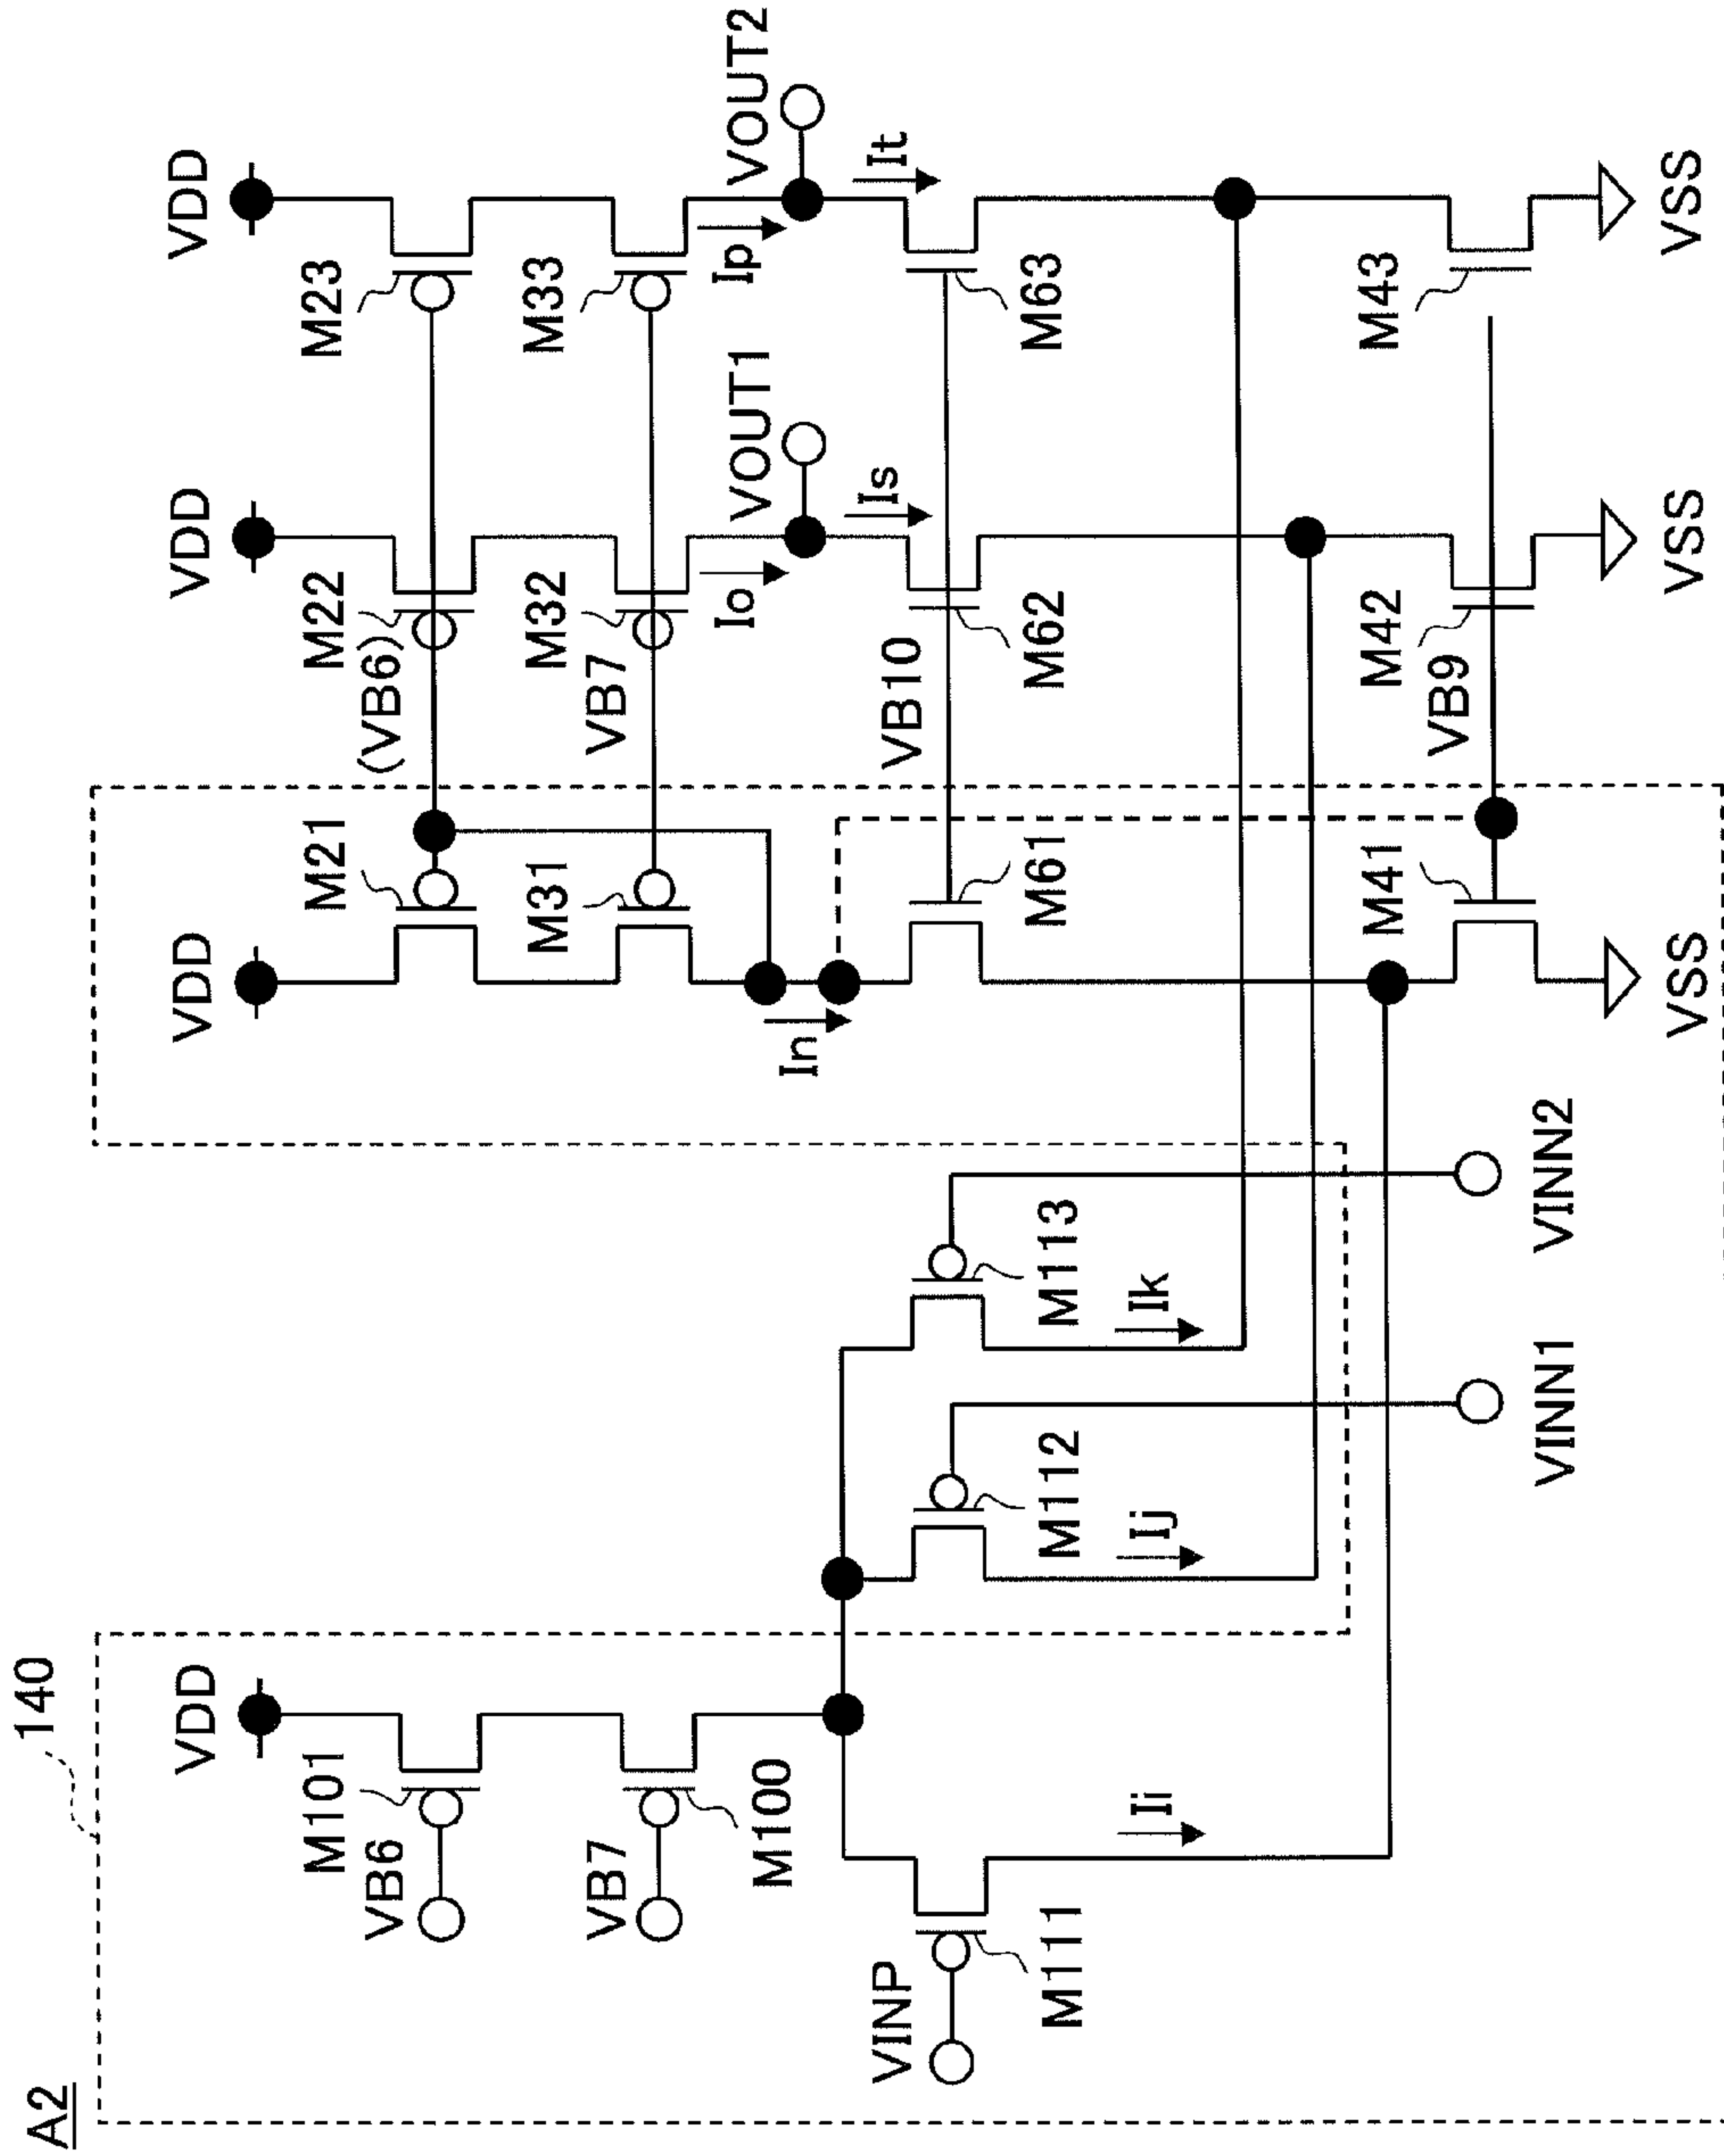 A2
140
VDD
VDD
VDD
VDD
M101
M21
M22
M23
VB6
(VB6)
VB7
M100
M31
M32
M33
VB7
In
Io
Ip
VOUT1
VOUT2
VINP
M111
M112
M113
Is
It
VB10
M61
M62
M63
Ii
Ij
Ik
M41
M42
M43
VB9
VINN1
VINN2
VSS
VSS
VSS